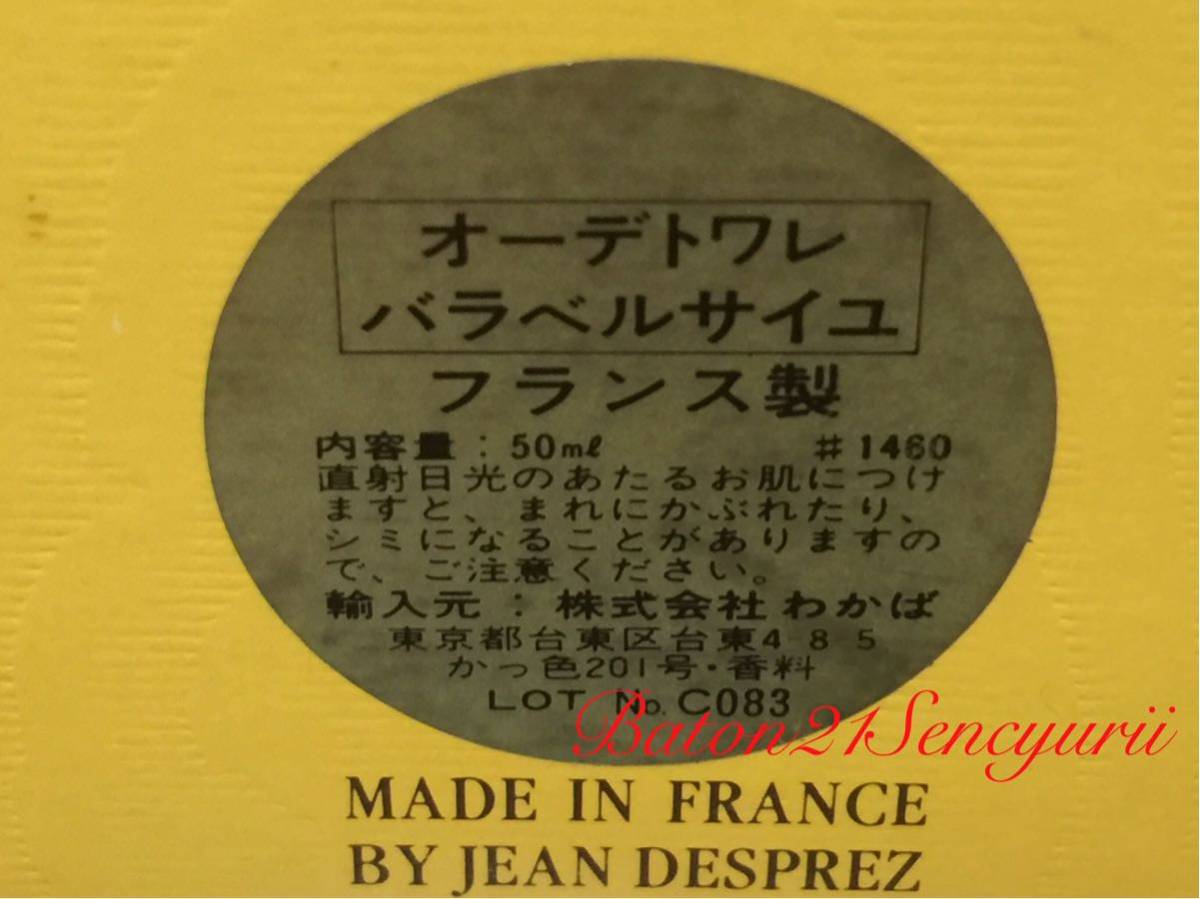 オーデトワレ
バラベルサイユ
フランス製
内容量：50ml #1460
直射日光のあたるお肌につけ
ますと、まれにかぶれたり、
シミになることがありますの
で、ご注意ください。
輸入元：株式会社わかば
東京都台東区台東4 8 5
かっ色201号・香料
LOT No. C083
Baton21Sencyurii
MADE IN FRANCE
BY JEAN DESPREZ